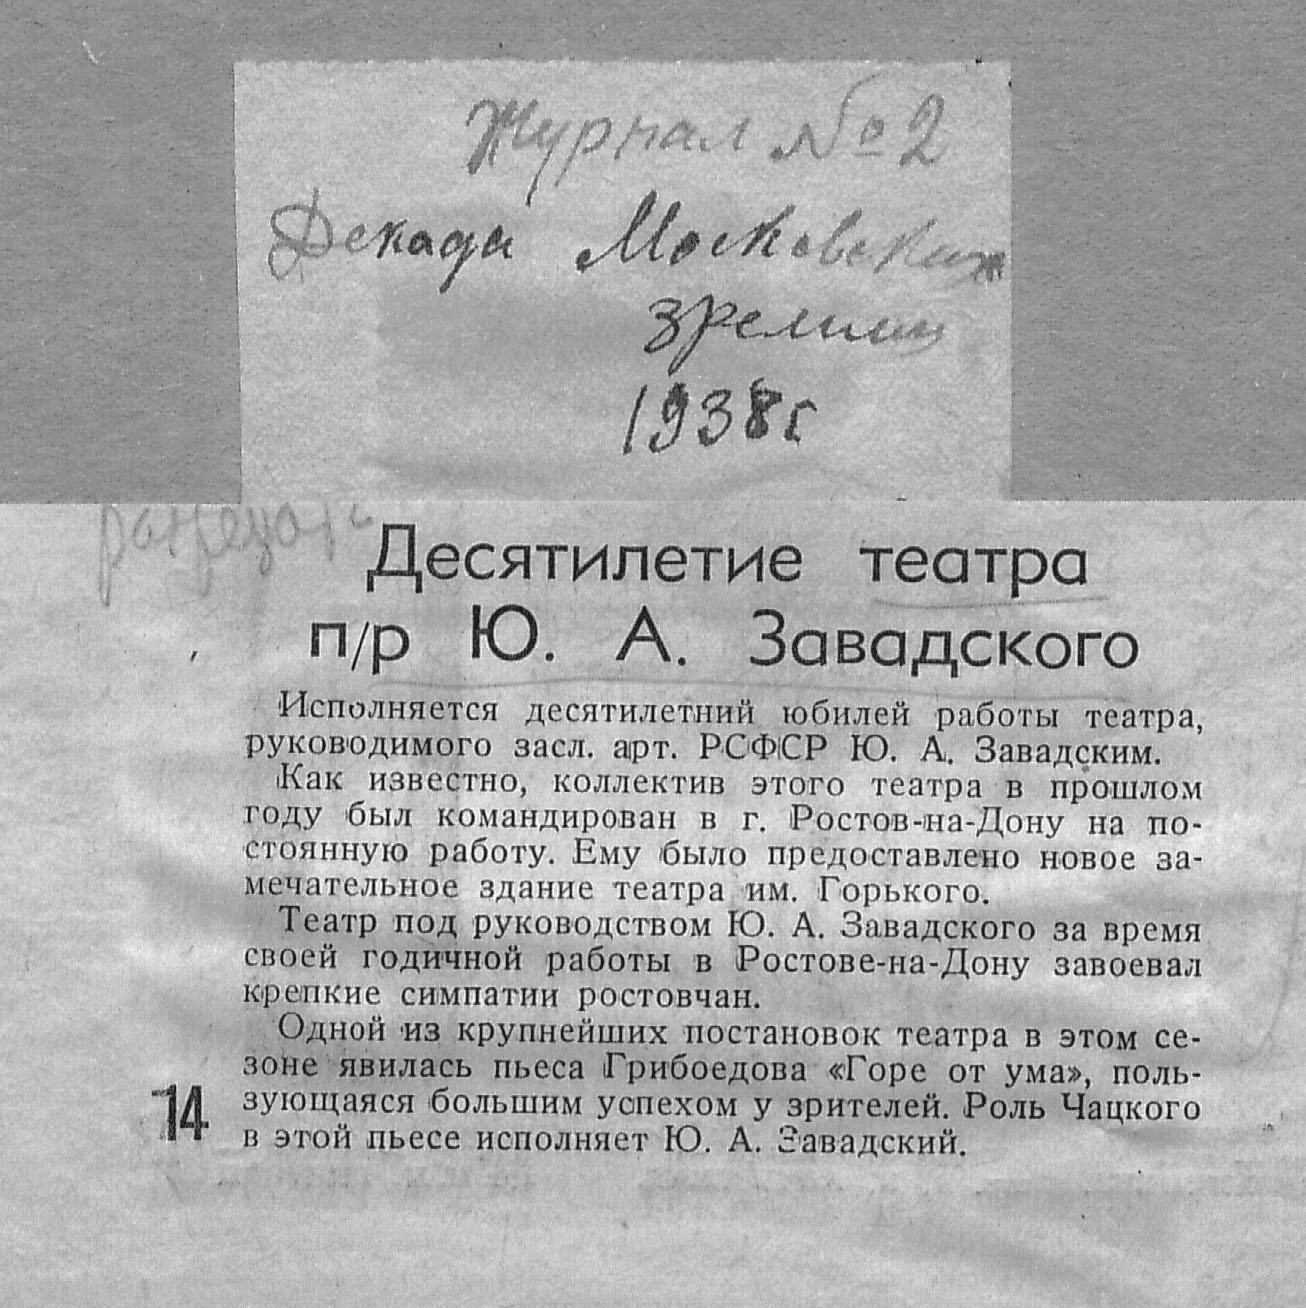 Журнал № 2
Декада Московских
зрелищ
1938 г
Десятилетие театра
п/р Ю. А. Завадского
Исполняется десятилетний юбилей работы театра,
руководимого засл. арт. РСФСР Ю. А. Завадским.
Как известно, коллектив этого театра в прошлом
году был командирован в г. Ростов-на-Дону на по-
стоянную работу. Ему было предоставлено новое за-
мечательное здание театра им. Горького.
Театр под руководством Ю. А. Завадского за время
своей годичной работы в Ростове-на-Дону завоевал
крепкие симпатии ростовчан.
Одной из крупнейших постановок театра в этом се-
зоне явилась пьеса Грибоедова «Горе от ума», поль-
зующаяся большим успехом у зрителей. Роль Чацкого
в этой пьесе исполняет Ю. А. Завадский.
14